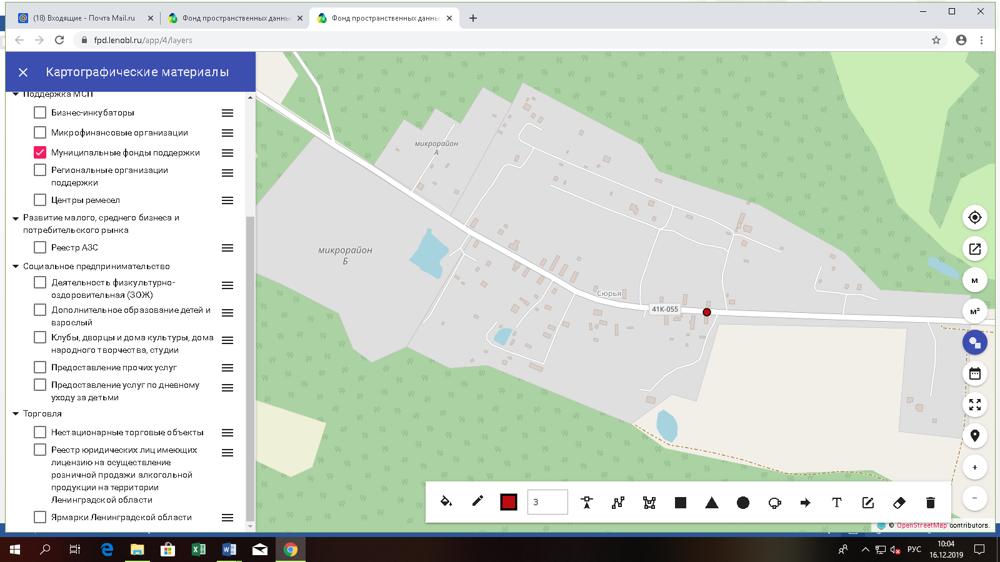 (18) Входящие - Почта Mail.ru
Фонд пространственных данны
Фонд пространственных данны
fpd.lenobl.ru/app/4/layers
Картографические материалы
Поддержка МСП
Бизнес-инкубаторы
Микрофинансовые организации
Муниципальные фонды поддержки
Региональные организации
поддержки
Центры ремесел
Развитие малого, среднего бизнеса и
потребительского рынка
Реестр АЗС
Социальное предпринимательство
Деятельность физкультурно-
оздоровительная (ЗОЖ)
Дополнительное образование детей и
взрослый
Клубы, дворцы и дома культуры, дома
народного творчества, студии
Предоставление прочих услуг
Предоставление услуг по дневному
уходу за детьми
Торговля
Нестационарные торговые объекты
Реестр юридических лиц имеющих
лицензию на осуществление
розничной продажи алкогольной
продукции на территории
Ленинградской области
Ярмарки Ленинградской области
микрорайон
А
микрорайон
Б
Сюрья
41К-055
м
м²
3
T
© OpenStreetMap contributors.
РУС
10:04
16.12.2019